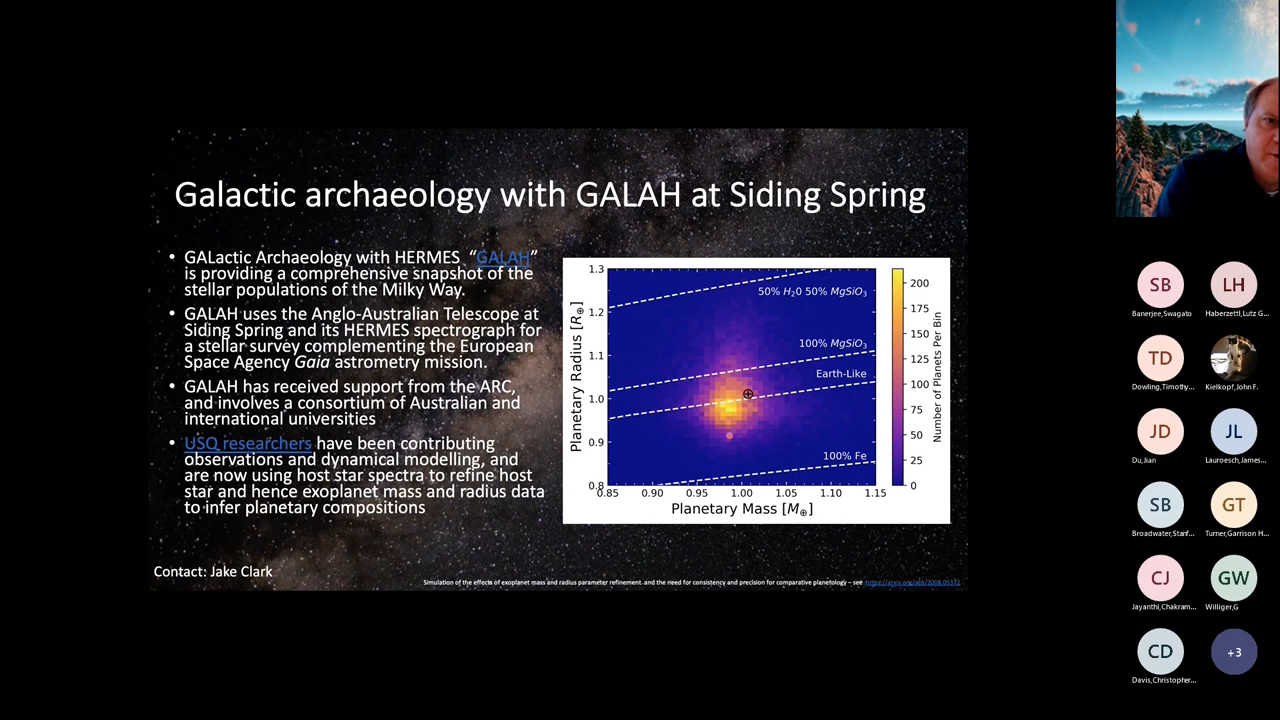 Galactic archaeology with GALAH at Siding Spring
• GALactic Archaeology with HERMES “GALAH”
is providing a comprehensive snapshot of the
stellar populations of the Milky Way.
• GALAH uses the Anglo-Australian Telescope at
Siding Spring and its HERMES spectrograph for
a stellar survey complementing the European
Space Agency Gaia astrometry mission.
• GALAH has received support from the ARC,
and involves a consortium of Australian and
international universities
• USQ researchers have been contributing
observations and dynamical modelling, and
are now using host star spectra to refine host
star and hence exoplanet mass and radius data
to infer planetary compositions
Contact: Jake Clark
Planetary Radius [R⊕]
1.3
1.2
1.1
1.0
0.9
0.8
50% H₂0 50% MgSiO₃
100% MgSiO₃
Earth-Like
100% Fe
0.85 0.90 0.95 1.00 1.05 1.10 1.15
Planetary Mass [M⊕]
200
175
150
125
100
75
50
25
0
Number of Planets Per Bin
Simulation of the effects of exoplanet mass and radius parameter refinement and the need for consistency and precision for comparative planetology – see https://arxiv.org/abs/2008.05372
SB LH
Banerjee,Swagato Haberzettl,Lutz G...
TD
Dowling,Timothy... Kielkopf,John F.
JD JL
Du,Jian Lauroesch,James...
SB GT
Broadwater,Stanf... Turner,Garrison H...
CJ GW
Jayanthi,Chakram... Williger,G
CD +3
Davis,Christopher...